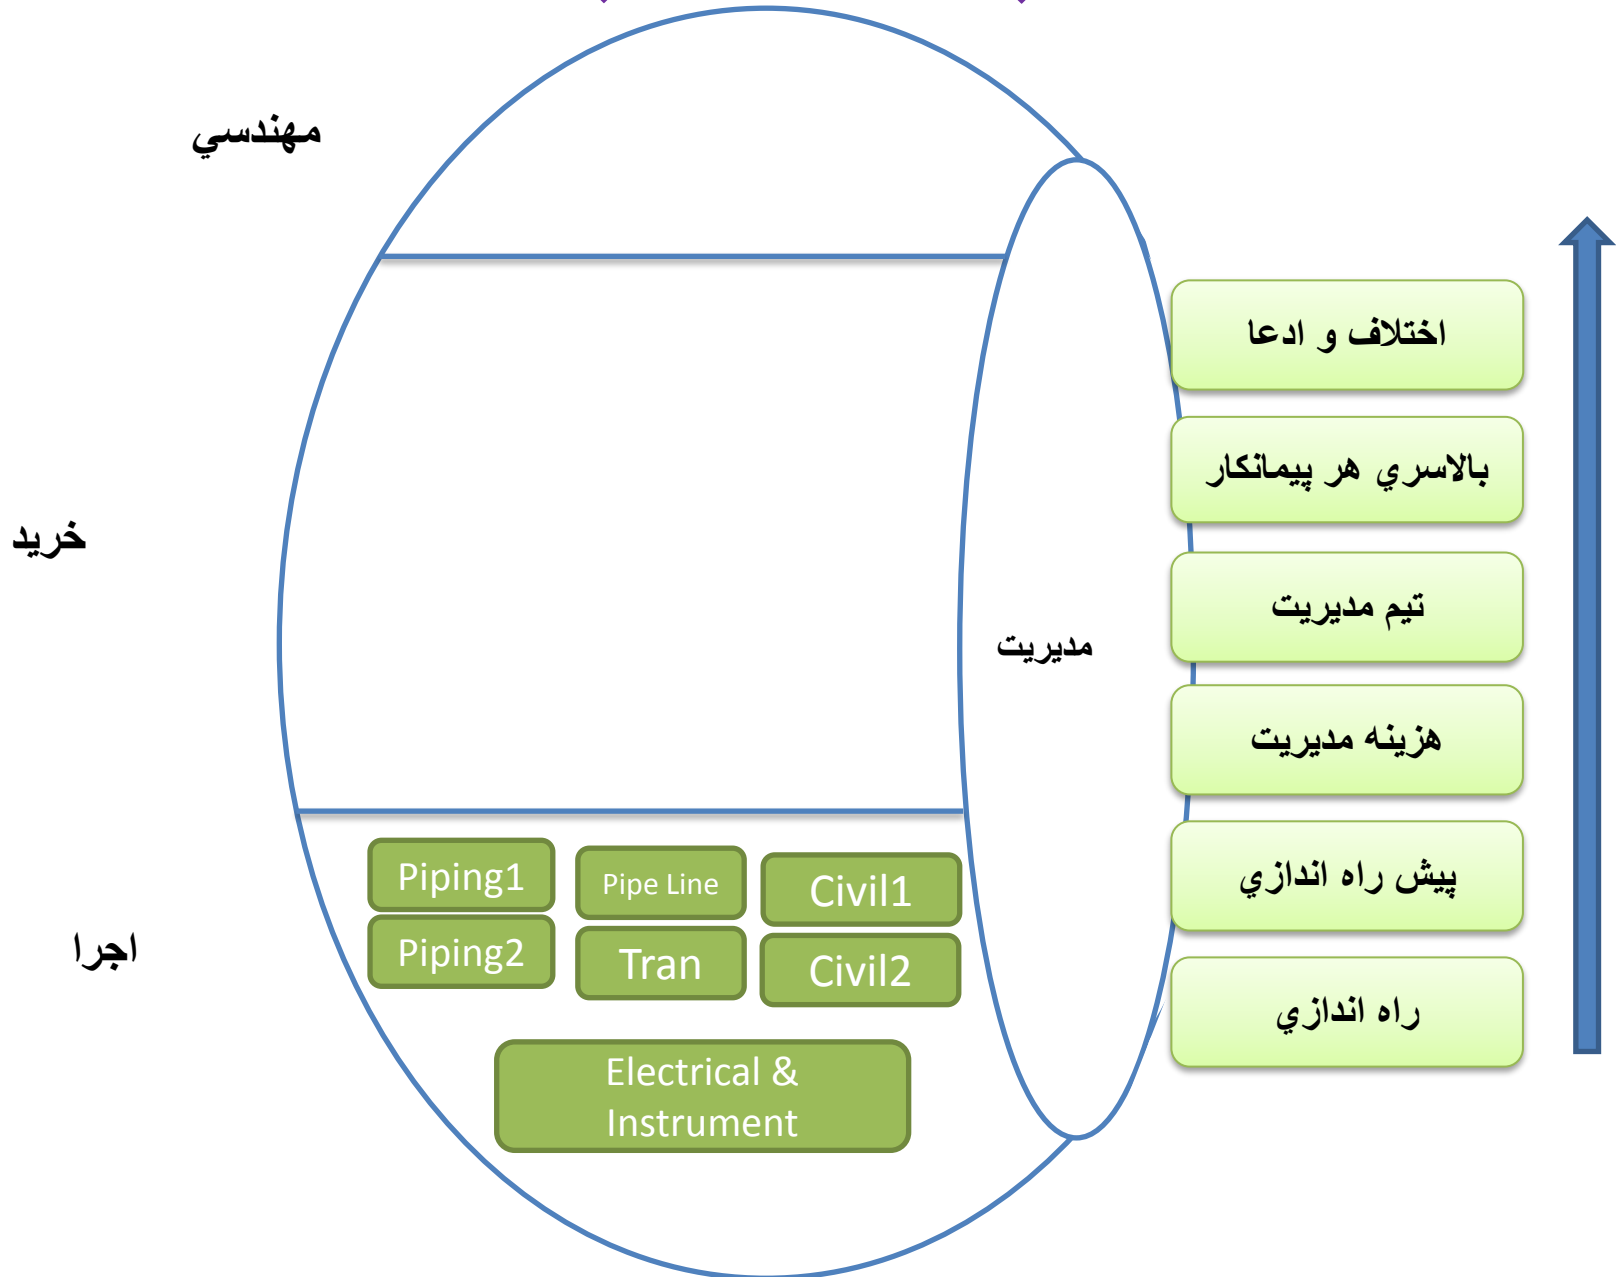 مهندسي
اختلاف و ادعا
بالاسري هر پيمانكار
خريد
تيم مديريت
مديريت
هزينه مديريت
پيش راه اندازي
Piping1
Pipe Line
Civil1
اجرا
Piping2
Tran
Civil2
راه اندازي
Electrical &
Instrument